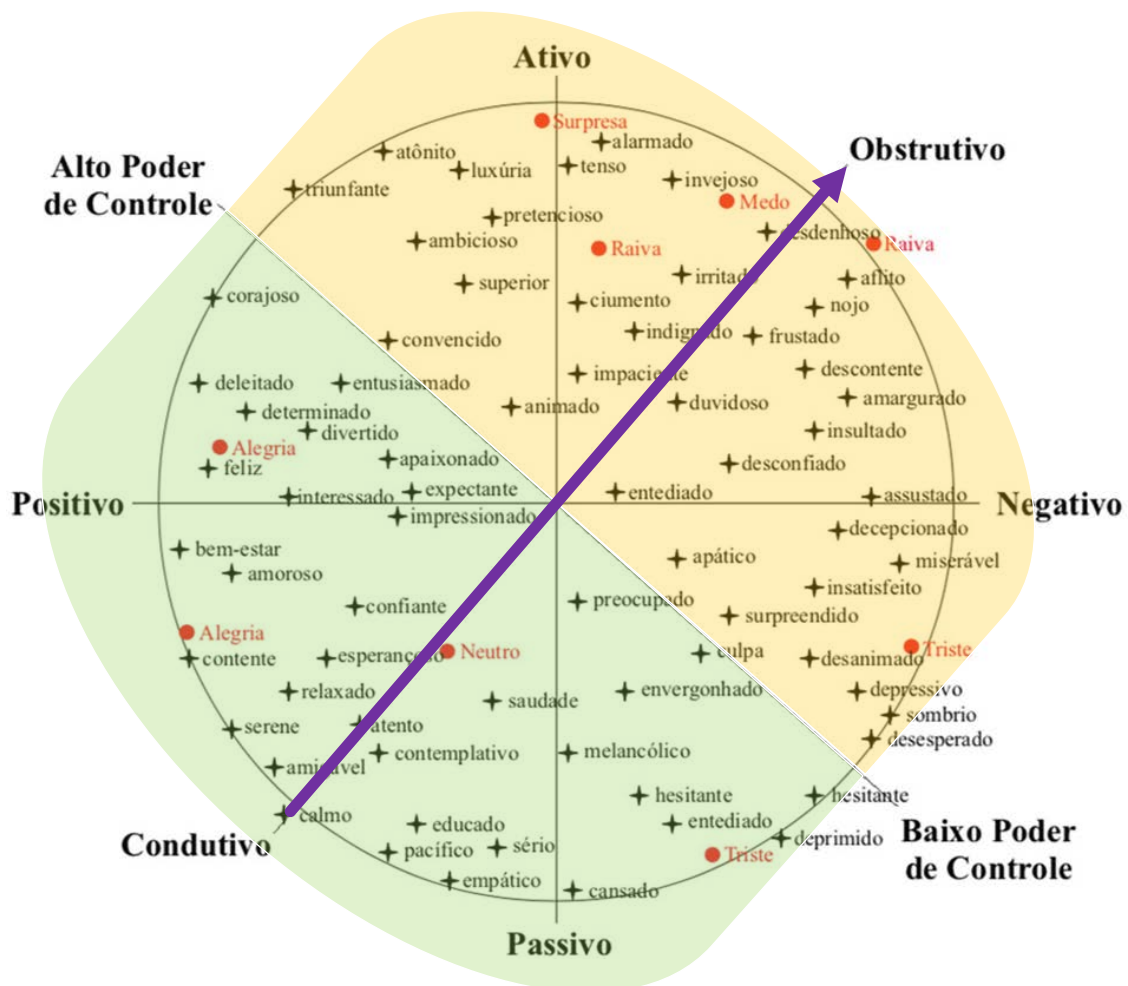 Ativo
Surpresa
alarmado
Obstrutivo
Alto Poder
de Controle
atônito
luxúria
tenso
invejoso
triunfante
Medo
pretencioso
desdenhoso
Raiva
ambicioso
Raiva
irritado
aflito
superior
corajoso
ciumento
nojo
convencido
indignado
frustado
deleitado
entusiasmado
impaciente
descontente
determinado
animado
duvidoso
amargurado
divertido
insultado
Alegria
feliz
apaixonado
desconfiado
Positivo
interessado
expectante
entediado
assustado
Negativo
impressionado
decepcionado
bem-estar
apático
miserável
amoroso
insatisfeito
confiante
preocupado
surpreendido
Alegria
contente
esperançoso
Neutro
culpa
desanimado
Triste
relaxado
saudade
envergonhado
depressivo
sombrio
serene
atento
desesperado
contemplativo
melancólico
amigável
hesitante
hesitante
calmo
Condutivo
educado
entediado
deprimido
Baixo Poder
de Controle
pacífico
sério
Triste
empático
cansado
Passivo